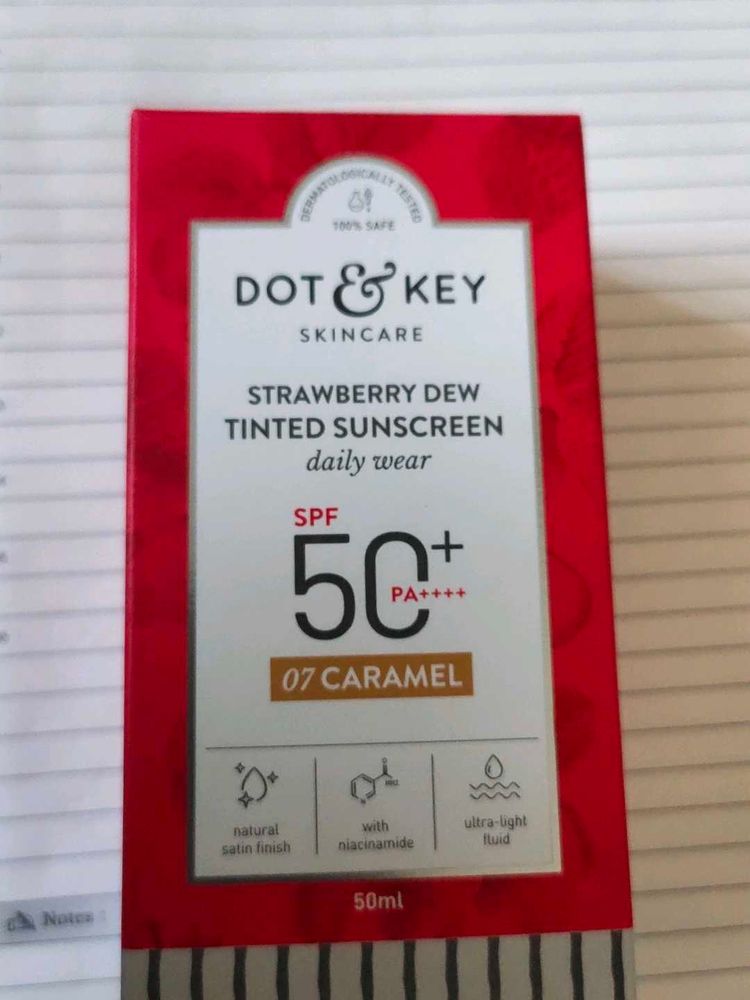 DERMATOLOGICALLY TESTED
100% SAFE
DOT & KEY
SKINCARE
STRAWBERRY DEW
TINTED SUNSCREEN
daily wear
SPF
50+
PA++++
07 CARAMEL
natural
satin finish
with
niacinamide
ultra-light
fluid
50ml
Notes :